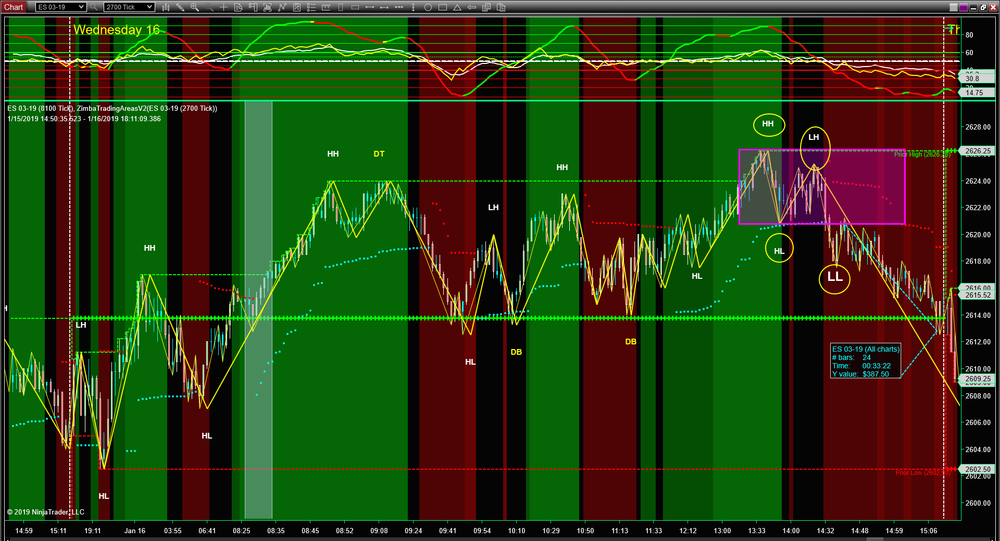 Chart
ES 03-19
2700 Tick
Wednesday 16
80
60
30.8
14.75
ES 03-19 (8100 Tick), ZimbaTradingAreasV2(ES 03-19 (2700 Tick))
1/15/2019 14:50:35.523 - 1/16/2019 18:11:09.386
HH
2628.00
LH
2626.25
HH
DT
Prior High (2626.25)
HH
2624.00
LH
2622.00
HH
2620.00
HL
2618.00
HL
LL
2616.00
2615.52
LH
2614.00
DB
2612.00
ES 03-19 (All charts)
# bars: 24
Time: 00:33:22
Y value: $387.50
DB
HL
2610.00
2609.25
2608.00
2606.00
HL
2604.00
2602.50
Prior Low (2602.50)
2602.00
HL
2600.00
© 2019 NinjaTrader, LLC
14:59 15:11 19:11 Jan 16 03:55 06:41 08:25 08:35 08:45 08:52 09:08 09:24 09:41 09:54 10:10 10:29 10:50 11:13 11:33 12:12 13:00 13:33 14:00 14:32 14:48 14:59 15:06